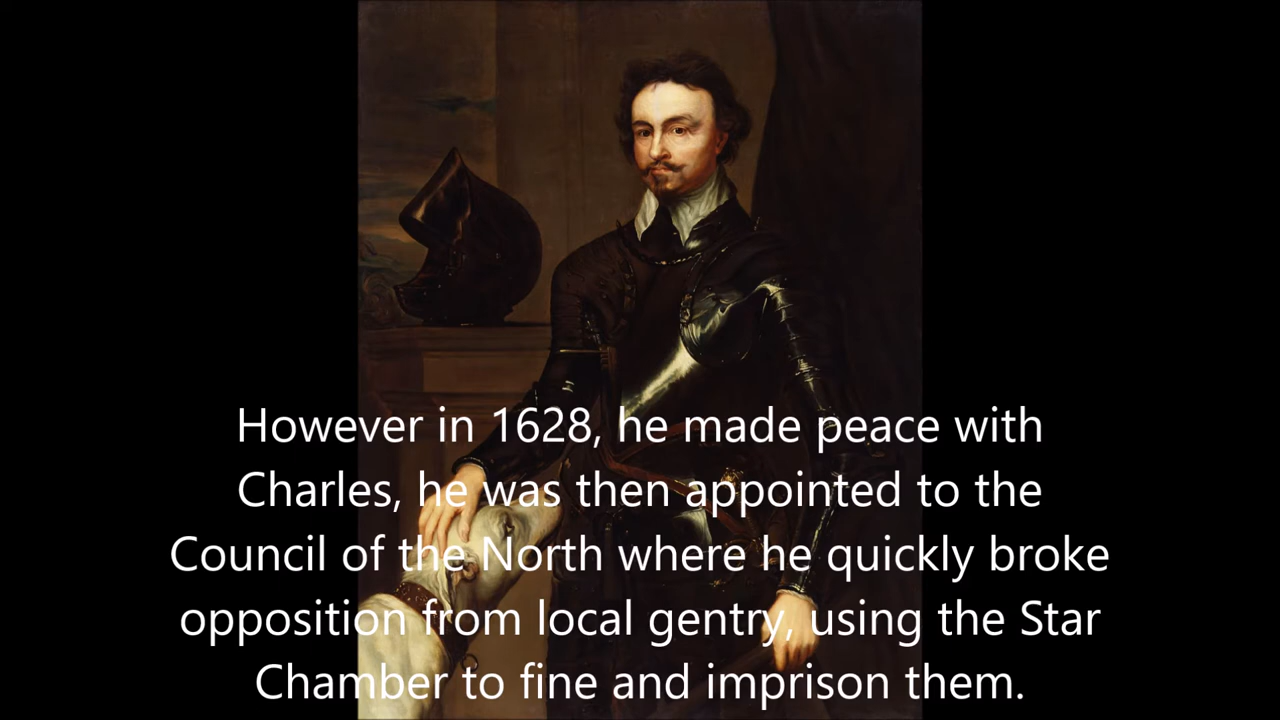 However in 1628, he made peace with
Charles, he was then appointed to the
Council of the North where he quickly broke
opposition from local gentry, using the Star
Chamber to fine and imprison them.